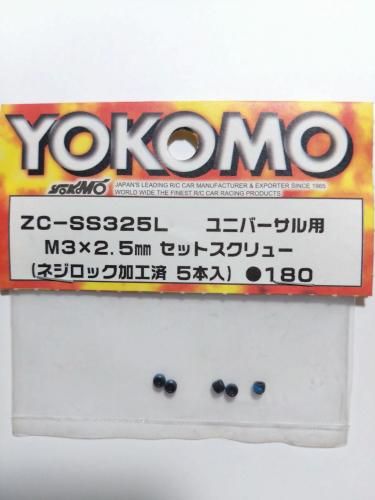 YOKOMO
YOKOMO
JAPAN'S LEADING R/C CAR MANUFACTURER & EXPORTER SINCE 1965
WORLD WIDE THE FINEST R/C CAR RACING PRODUCTS
ZC-SS325L ユニバーサル用
M3×2.5mm セットスクリュー
(ネジロック加工済 5本入) ●180